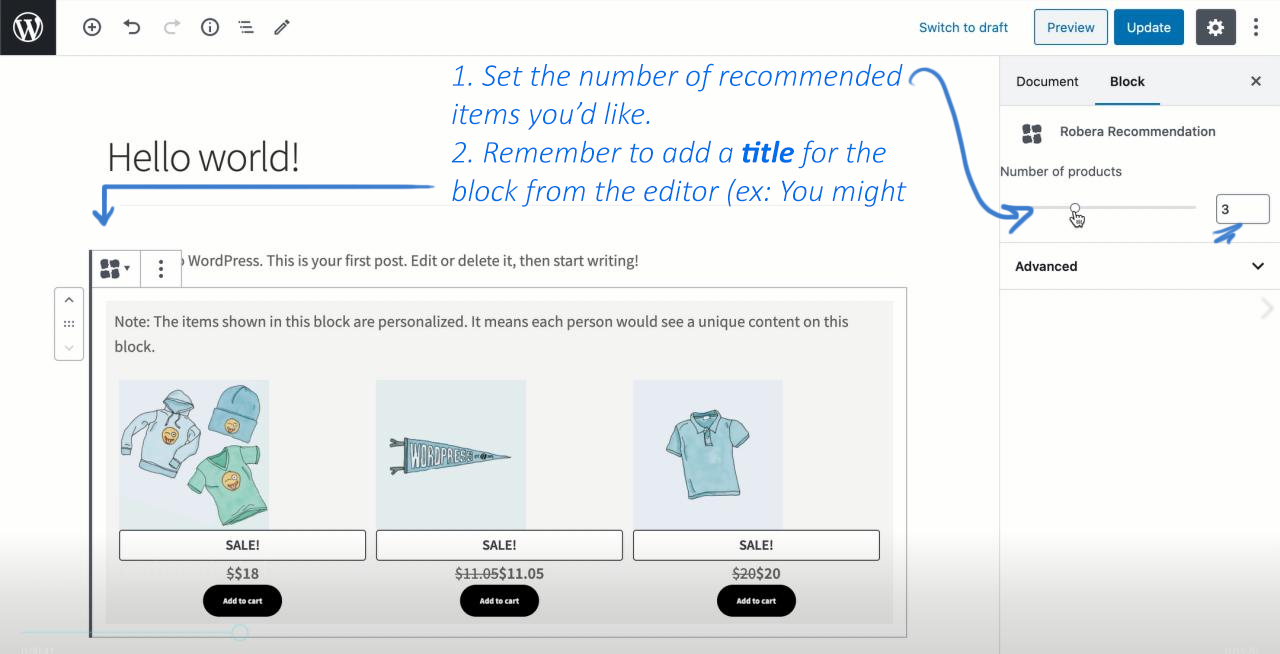 Switch to draft
Preview
Update
1. Set the number of recommended
items you’d like.
2. Remember to add a title for the
block from the editor (ex: You might
Document
Block
Robera Recommendation
Number of products
3
Advanced
Hello world!
WordPress. This is your first post. Edit or delete it, then start writing!
Note: The items shown in this block are personalized. It means each person would see a unique content on this
block.
WORDPRESS
SALE!
SALE!
SALE!
$$18
$11.05$11.05
$20$20
Add to cart
Add to cart
Add to cart